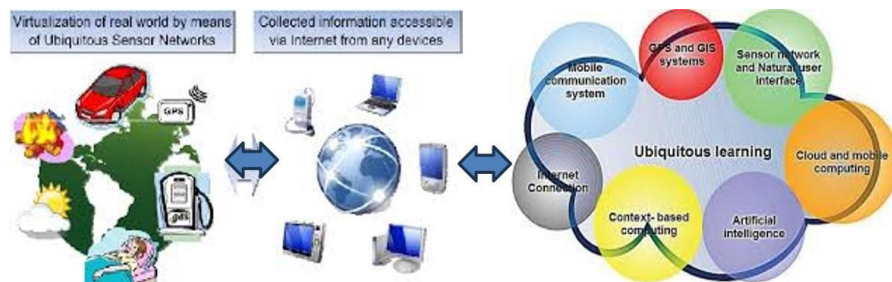 Virtualization of real world by means
of Ubiquitous Sensor Networks
Collected information accessible
via Internet from any devices
GPS
gas
Mobile
communication
system
GPS and GIS
systems
Sensor network
and Natural user
interface
Internet
Connection
Ubiquitous learning
Cloud and mobile
computing
Context- based
computing
Artificial
intelligence